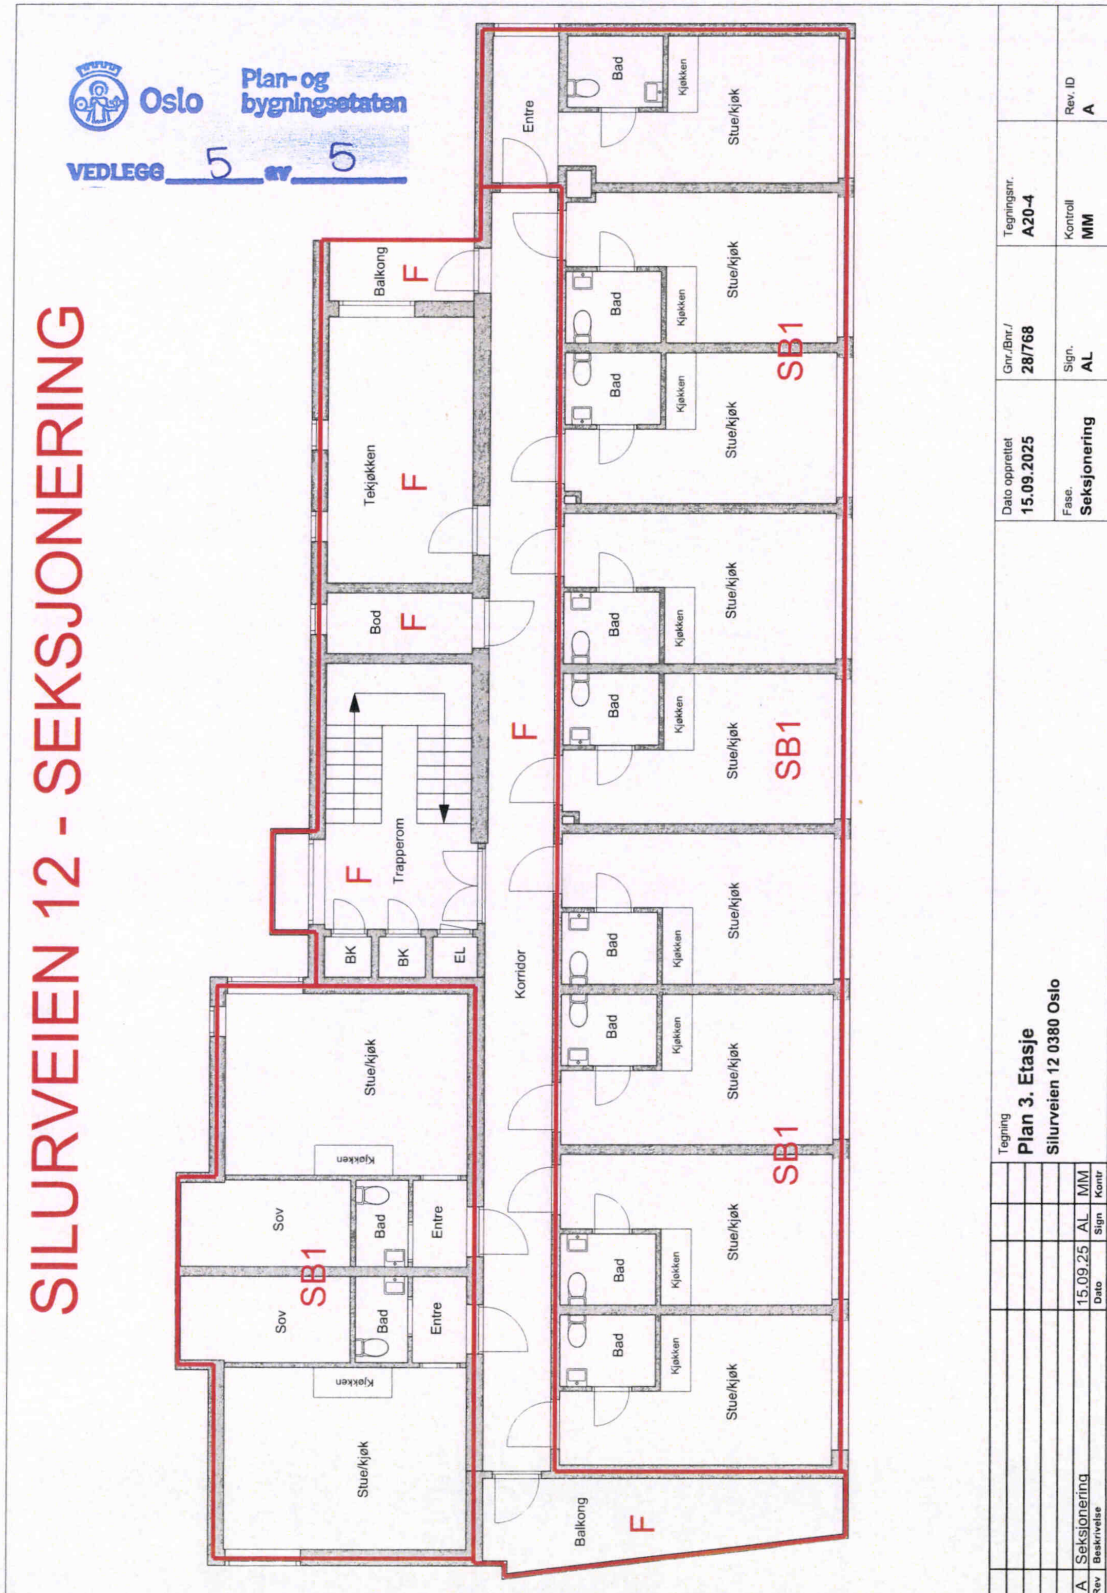 SILURVEIEN 12 - SEKSJONERING
Oslo
Plan- og
bygningsetaten
VEDLEGG 5 av 5
Stue/kjøk
Kjøkken
Sov
Sov
SB1
Bad
Bad
Entre
Entre
Kjøkken
Stue/kjøk
BK
BK
EL
F
Trapperom
Bod
F
Tekjøkken
F
Balkong
F
Korridor
F
Entre
Balkong
F
Bad
Kjøkken
Stue/kjøk
Bad
Kjøkken
Stue/kjøk
SB1
Bad
Kjøkken
Stue/kjøk
Bad
Kjøkken
Stue/kjøk
Bad
Kjøkken
Stue/kjøk
SB1
Bad
Kjøkken
Stue/kjøk
Bad
Kjøkken
Stue/kjøk
SB1
Bad
Kjøkken
Stue/kjøk
Bad
Kjøkken
Stue/kjøk
A Seksjonering 15.09.25 AL MM
Rev Beskrivelse Dato Sign Kontr
Tegning
Plan 3. Etasje
Silurveien 12 0380 Oslo
Dato opprettet
15.09.2025
Gnr./Bnr./
28/768
Tegningsnr.
A20-4
Fase.
Seksjonering
Sign.
AL
Kontroll
MM
Rev. ID
A